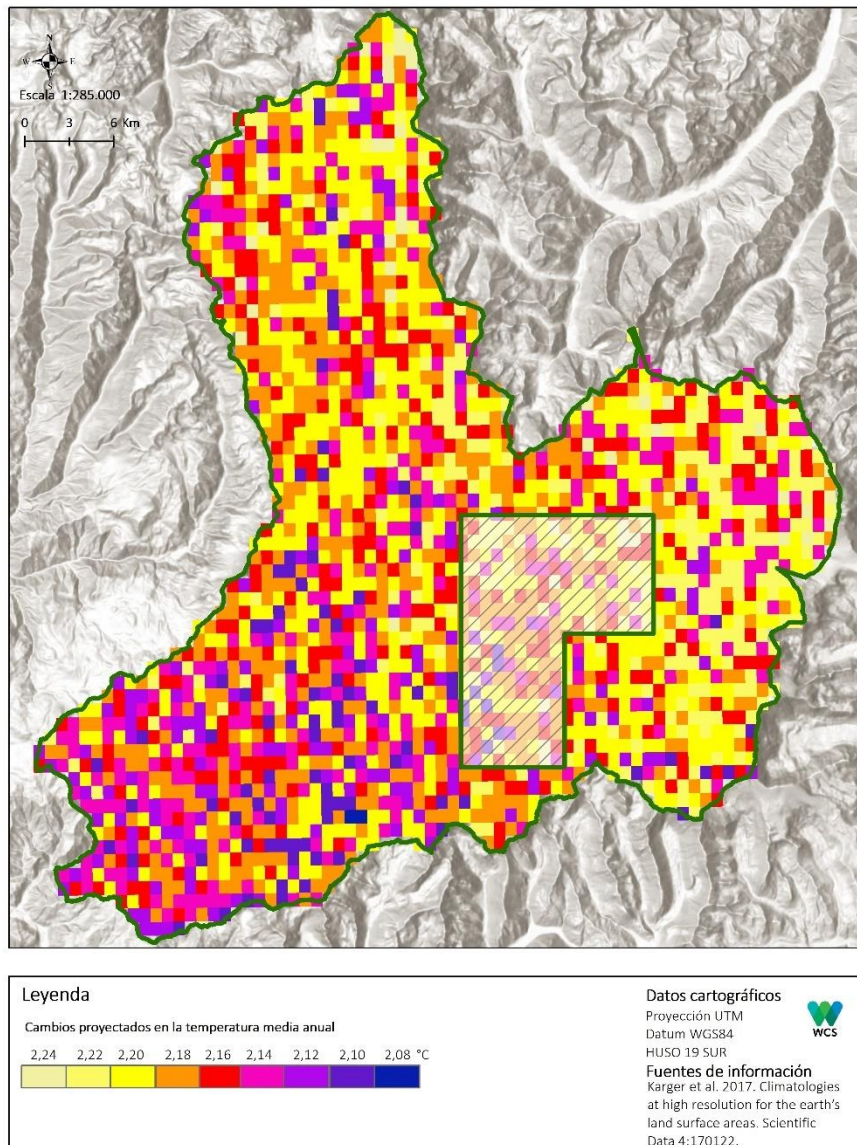 N
W E
S
Escala 1:285.000
0 3 6 Km
Leyenda
Cambios proyectados en la temperatura media anual
2,24 2,22 2,20 2,18 2,16 2,14 2,12 2,10 2,08 °C
Datos cartográficos
Proyección UTM
Datum WGS84
HUSO 19 SUR
WCS
Fuentes de información
Karger et al. 2017. Climatologies
at high resolution for the earth's
land surface areas. Scientific
Data 4:170122.